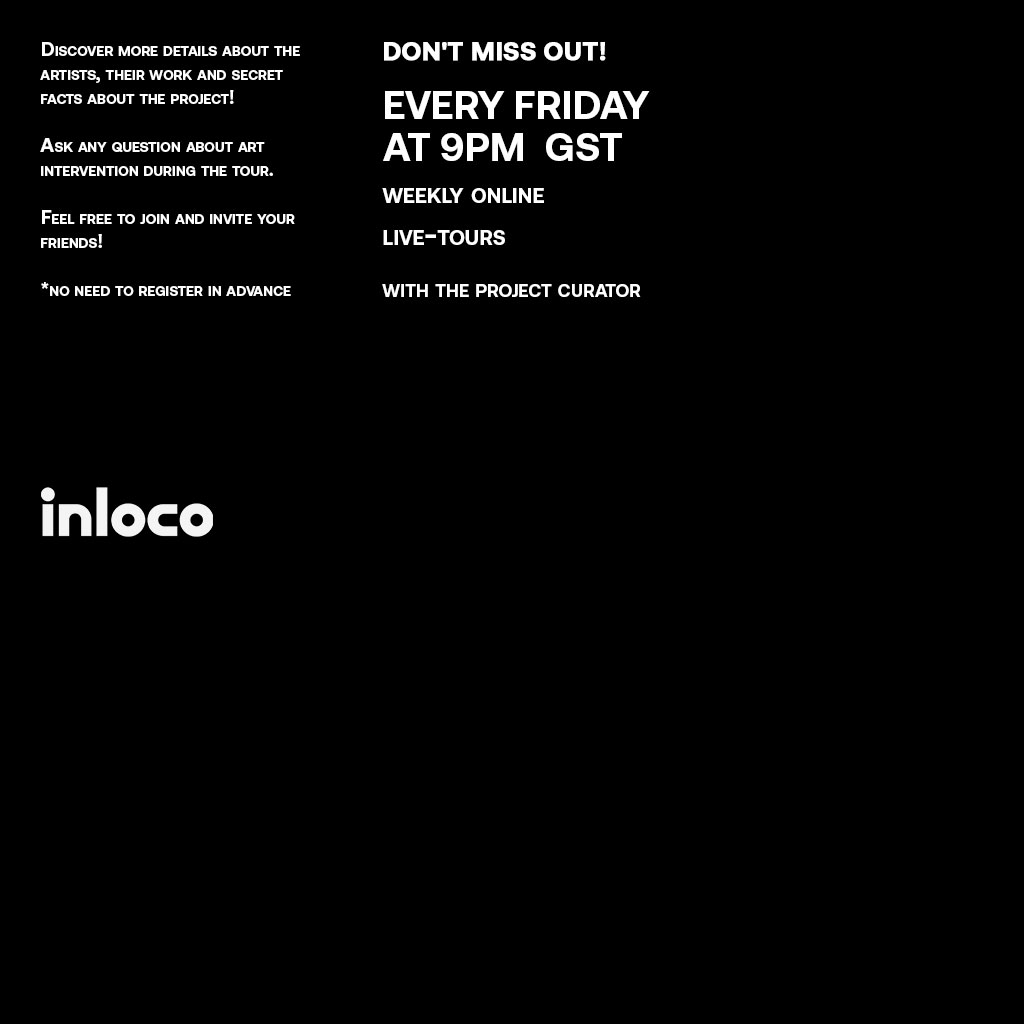 Discover more details about the
artists, their work and secret
facts about the project!
Ask any question about art
intervention during the tour.
Feel free to join and invite your
friends!
*no need to register in advance
DON'T MISS OUT!
EVERY FRIDAY
AT 9PM GST
WEEKLY ONLINE
LIVE-TOURS
WITH THE PROJECT CURATOR
inloco